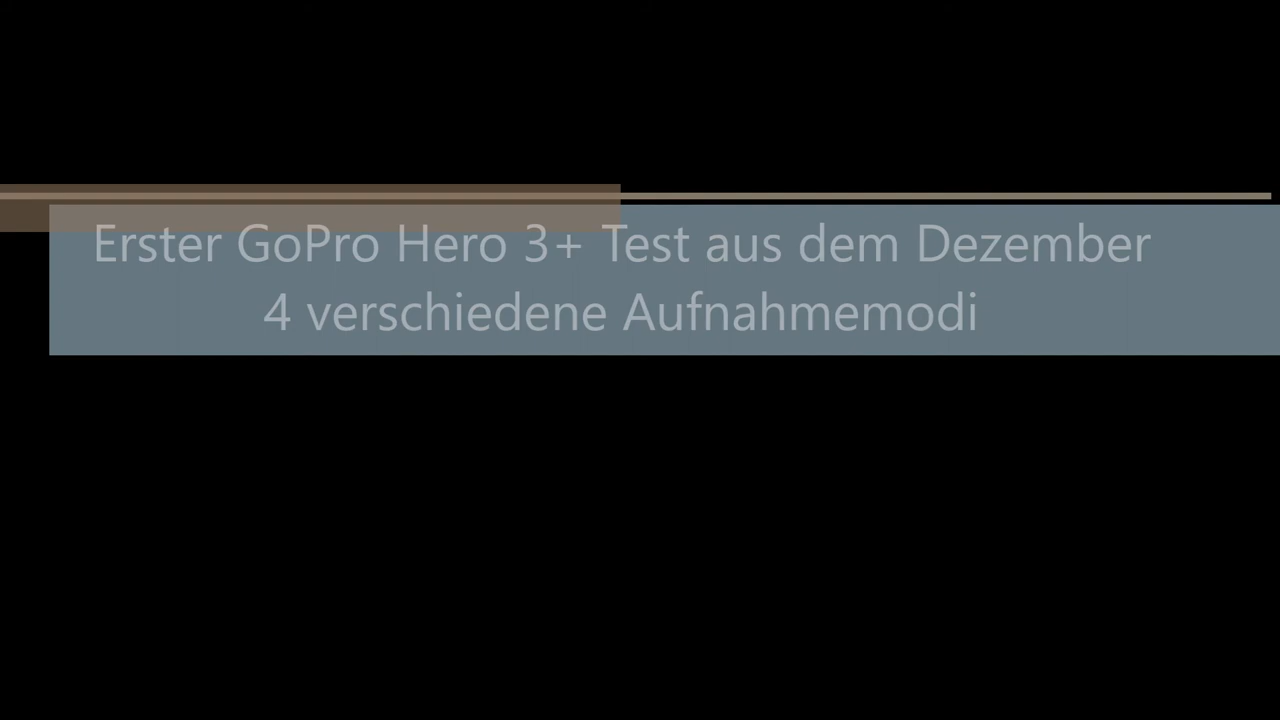 Erster GoPro Hero 3+ Test aus dem Dezember
4 verschiedene Aufnahmemodi